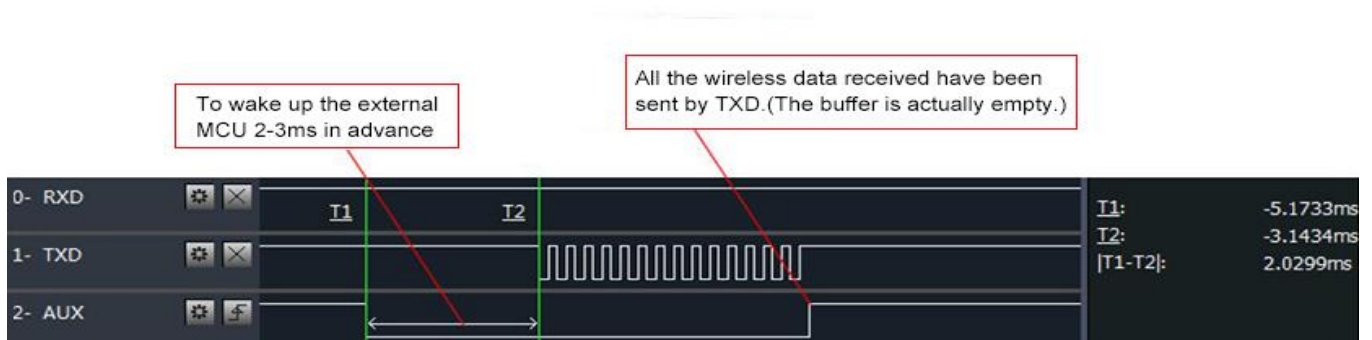 To wake up the external
MCU 2-3ms in advance
All the wireless data received have been
sent by TXD.(The buffer is actually empty.)
0- RXD
T1
T2
1- TXD
2- AUX
T1: -5.1733ms
T2: -3.1434ms
|T1-T2|: 2.0299ms